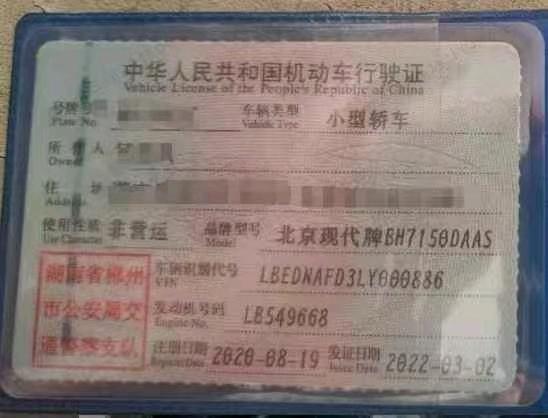 中华人民共和国机动车行驶证
Vehicle License of the People's Republic of China
号牌号码 车辆类型 小型轿车
Plate No. Vehicle Type
所有人
Owner
住址
Address
使用性质 非营运 品牌型号 北京现代牌BH7150DAAS
Use Character Model
湖南省郴州
市公安局交
通警察支队
车辆识别代号 LBEDNAFD3LY000886
VIN
发动机号码 LB549668
Engine No.
注册日期 2020-08-19 发证日期 2022-03-02
Register Date Issue Date